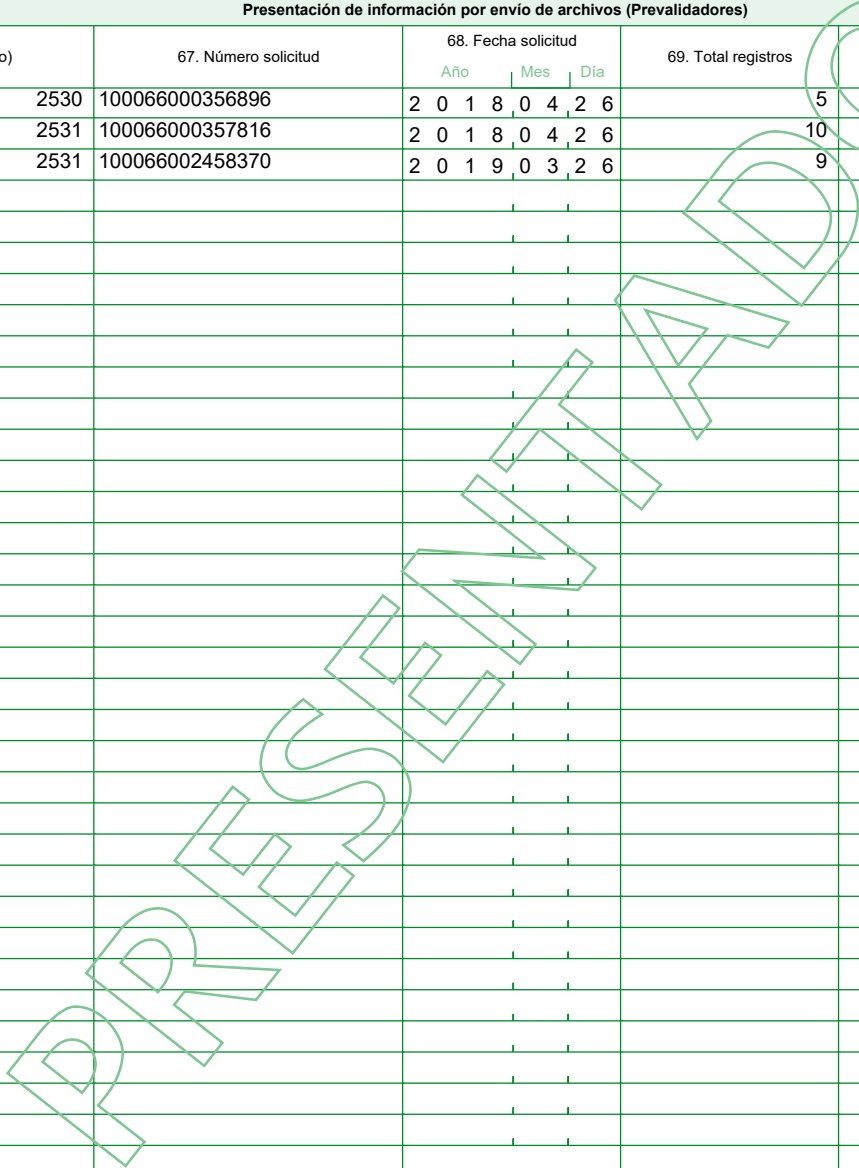 Presentación de información por envío de archivos (Prevalidadores)
o) 67. Número solicitud 68. Fecha solicitud 69. Total registros
Año Mes Día
2530 100066000356896 2 0 1 8 0 4 2 6 5
2531 100066000357816 2 0 1 8 0 4 2 6 10
2531 100066002458370 2 0 1 9 0 3 2 6 9
PRESENTADO